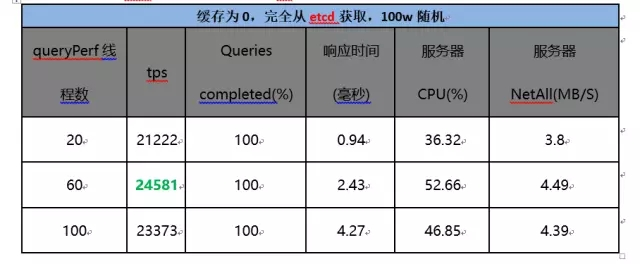 缓存为 0，完全从 etcd 获取，100w 随机
queryPerf 线程数 tps Queries completed(%) 响应时间(毫秒) 服务器 CPU(%) 服务器 NetAll(MB/S)
20 21222 100 0.94 36.32 3.8
60 24581 100 2.43 52.66 4.49
100 23373 100 4.27 46.85 4.39